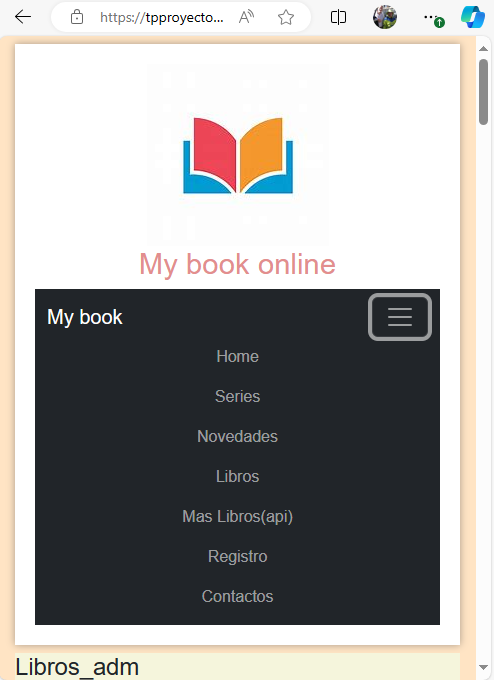 https://tpproyecto...
My book online
My book
Home
Series
Novedades
Libros
Mas Libros(api)
Registro
Contactos
Libros_adm